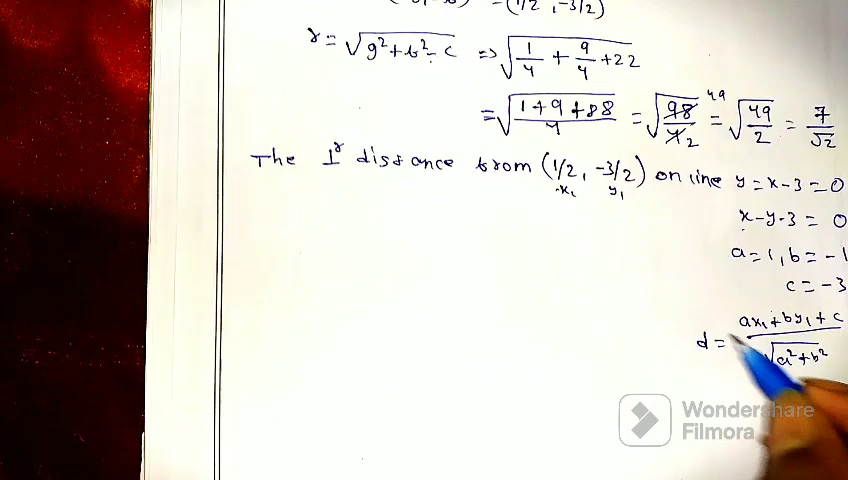 = (1/2, -3/2)
r = √g²+f²-c ⇒ √1/4 + 9/4 +22
= √1+9+88/4 = √98/4 2 49 = √49/2 = 7/√2
The ⊥r distance from (1/2, -3/2) on line y = x-3 = 0
x₁ y₁
x-y-3 = 0
a=1, b=-1
c=-3
d = ax₁+by₁+c/√a²+b²
Wondershare
Filmora